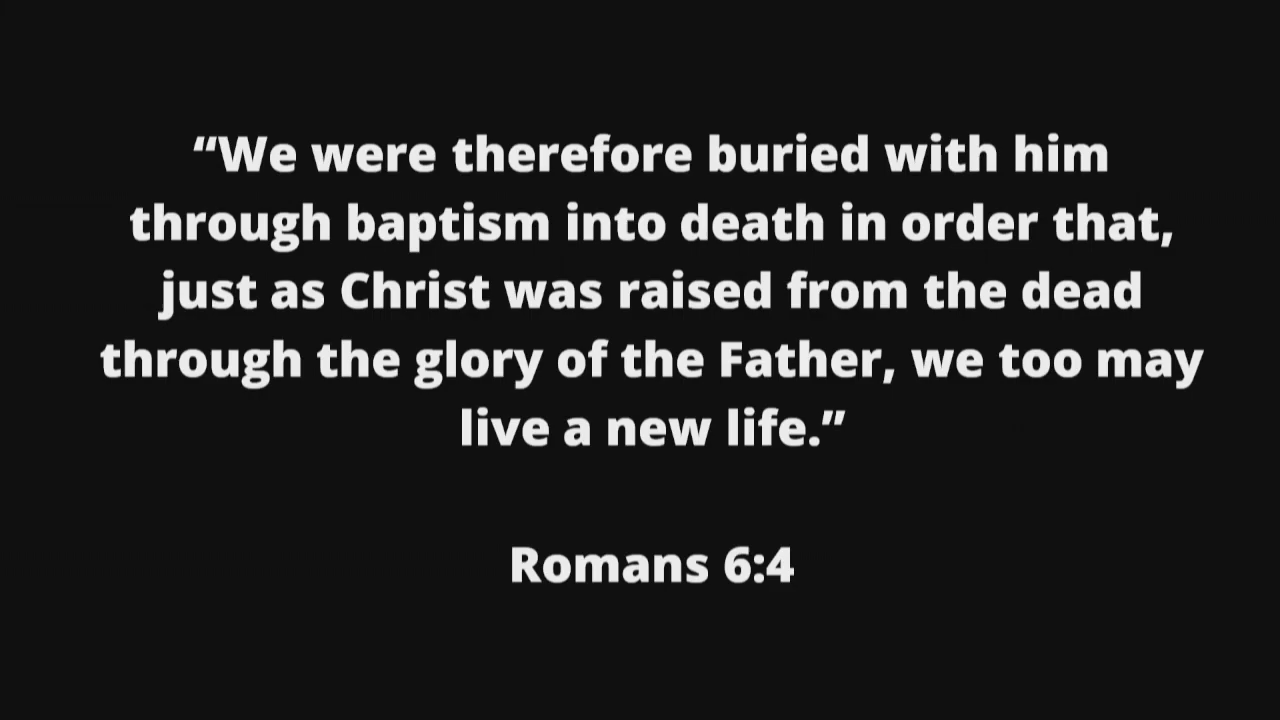 “We were therefore buried with him
through baptism into death in order that,
just as Christ was raised from the dead
through the glory of the Father, we too may
live a new life.”
Romans 6:4